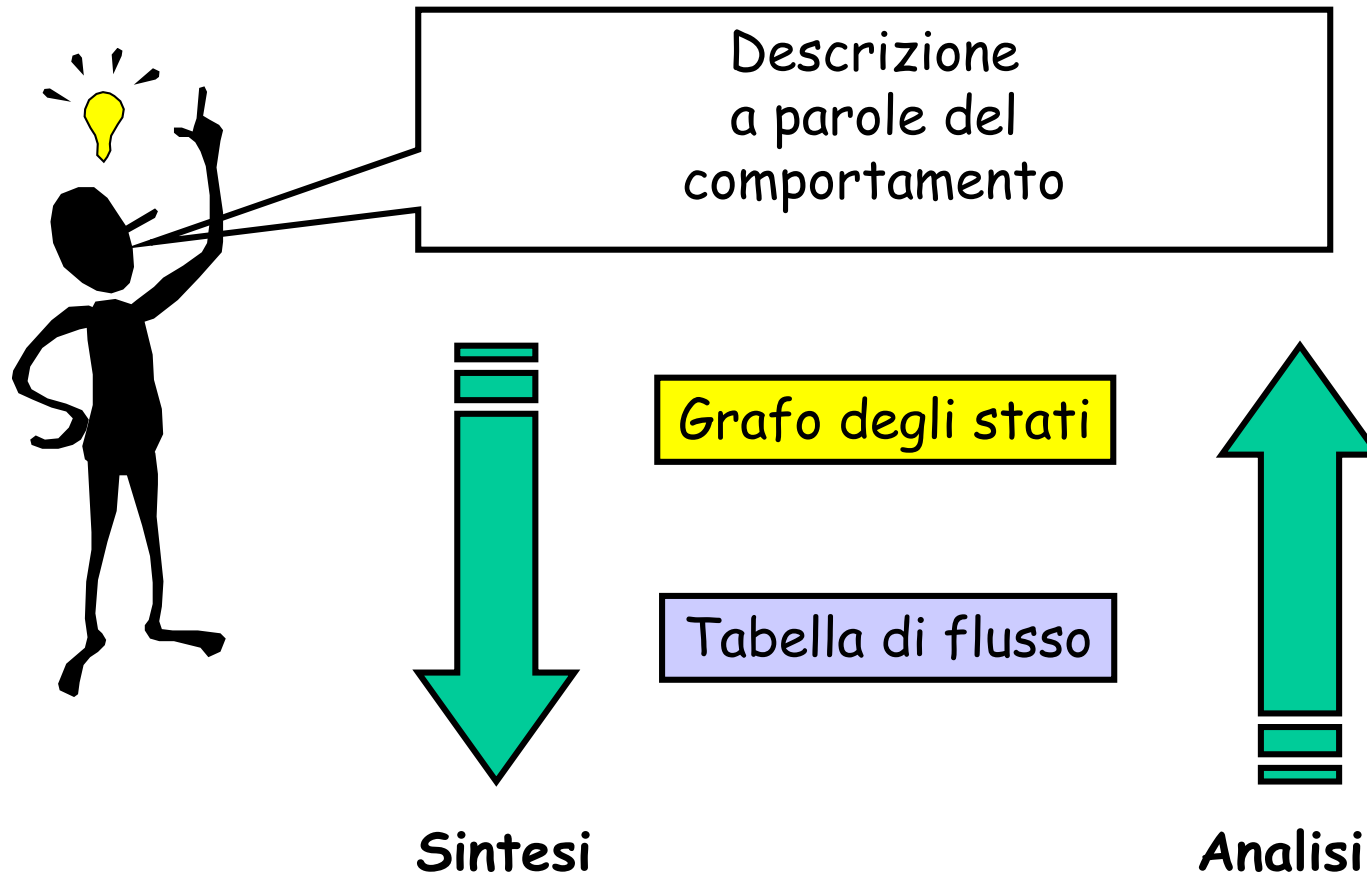 Descrizione
a parole del
comportamento
Grafo degli stati
Tabella di flusso
Sintesi
Analisi